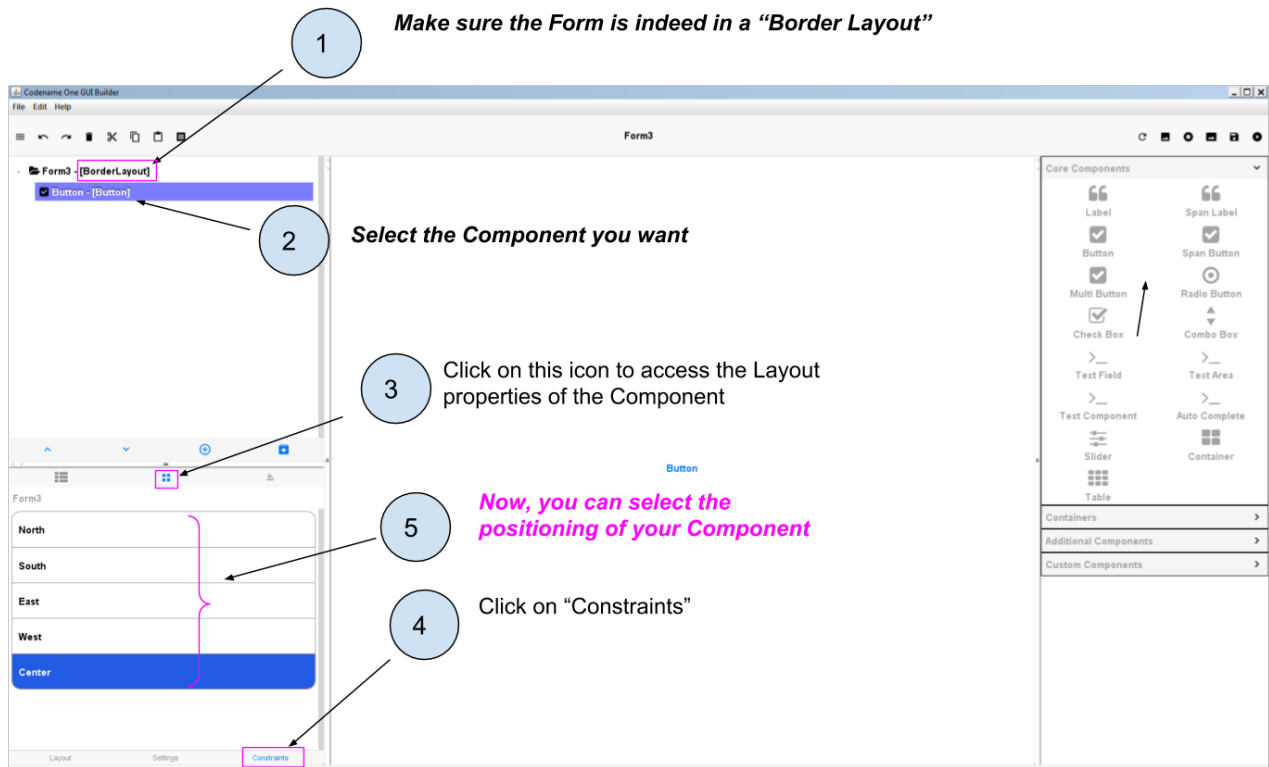 1
Make sure the Form is indeed in a “Border Layout”
Codename One GUI Builder
File Edit Help
Form3
Form3 - [BorderLayout]
Button - [Button]
2
Select the Component you want
3
Click on this icon to access the Layout
properties of the Component
Form3
North
South
East
West
Center
Button
5
Now, you can select the
positioning of your Component
4
Click on “Constraints”
Layout Settings Constraints
Core Components
Label Span Label
Button Span Button
Multi Button Radio Button
Check Box Combo Box
Text Field Text Area
Text Component Auto Complete
Slider Container
Table
Containers
Additional Components
Custom Components